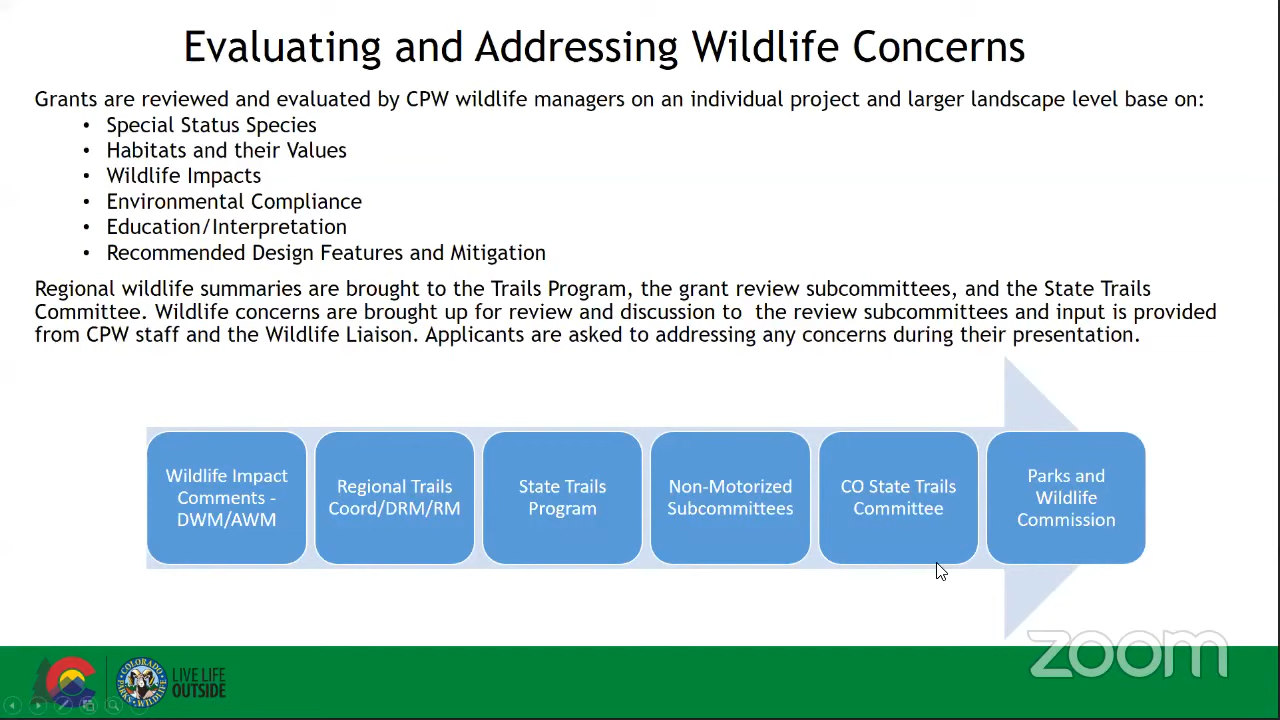 Evaluating and Addressing Wildlife Concerns
Grants are reviewed and evaluated by CPW wildlife managers on an individual project and larger landscape level base on:
• Special Status Species
• Habitats and their Values
• Wildlife Impacts
• Environmental Compliance
• Education/Interpretation
• Recommended Design Features and Mitigation
Regional wildlife summaries are brought to the Trails Program, the grant review subcommittees, and the State Trails
Committee. Wildlife concerns are brought up for review and discussion to the review subcommittees and input is provided
from CPW staff and the Wildlife Liaison. Applicants are asked to addressing any concerns during their presentation.
Wildlife Impact
Comments -
DWM/AWM
Regional Trails
Coord/DRM/RM
State Trails
Program
Non-Motorized
Subcommittees
CO State Trails
Committee
Parks and
Wildlife
Commission
COLORADO
PARKS
WILDLIFE
LIVE LIFE
OUTSIDE
zoom